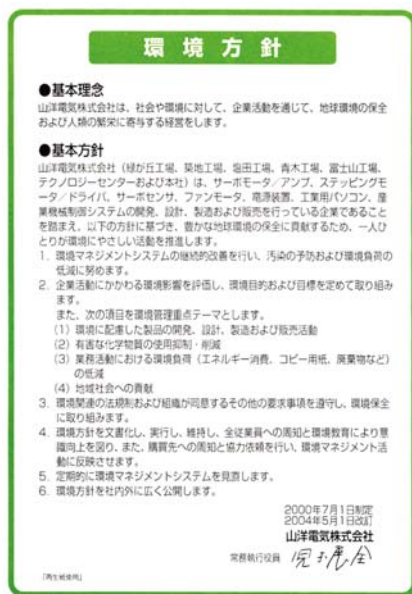 環境方針
●基本理念
山洋電気株式会社は、社会や環境に対して、企業活動を通じて、地球環境の保全
および人類の繁栄に寄与する経営をします。
●基本方針
山洋電気株式会社（緑が丘工場、築地工場、塩田工場、青木工場、富士山工場、
テクノロジーセンターおよび本社）は、サーボモータ／アンプ、ステッピングモ
ータ／ドライバ、サーボセンサ、ファンモータ、電源装置、工業用パソコン、産
業機械制御システムの開発、設計、製造および販売を行っている企業であること
を踏まえ、以下の方針に基づき、豊かな地球環境の保全に貢献するため、一人ひ
とりが環境にやさしい活動を推進します。
1．環境マネジメントシステムの継続的改善を行い、汚染の予防および環境負荷の
低減に努めます。
2．企業活動にかかわる環境影響を評価し、環境目的および目標を定めて取り組み
ます。
また、次の項目を環境管理重点テーマとします。
（1）環境に配慮した製品の開発、設計、製造および販売活動
（2）有害な化学物質の使用抑制・削減
（3）業務活動における環境負荷（エネルギー消費、コピー用紙、廃棄物など）
の低減
（4）地域社会への貢献
3．環境関連の法規制および組織が同意するその他の要求事項を遵守し、環境保全
に取り組みます。
4．環境方針を文書化し、実行し、維持し、全従業員への周知と環境教育により意
識向上を図り、また、購買先への周知と協力依頼を行い、環境マネジメント活
動に反映させます。
5．定期的に環境マネジメントシステムを見直します。
6．環境方針を社内外に広く公開します。
2000年7月1日制定
2004年5月1日改訂
山洋電気株式会社
常務執行役員
「再生紙使用」